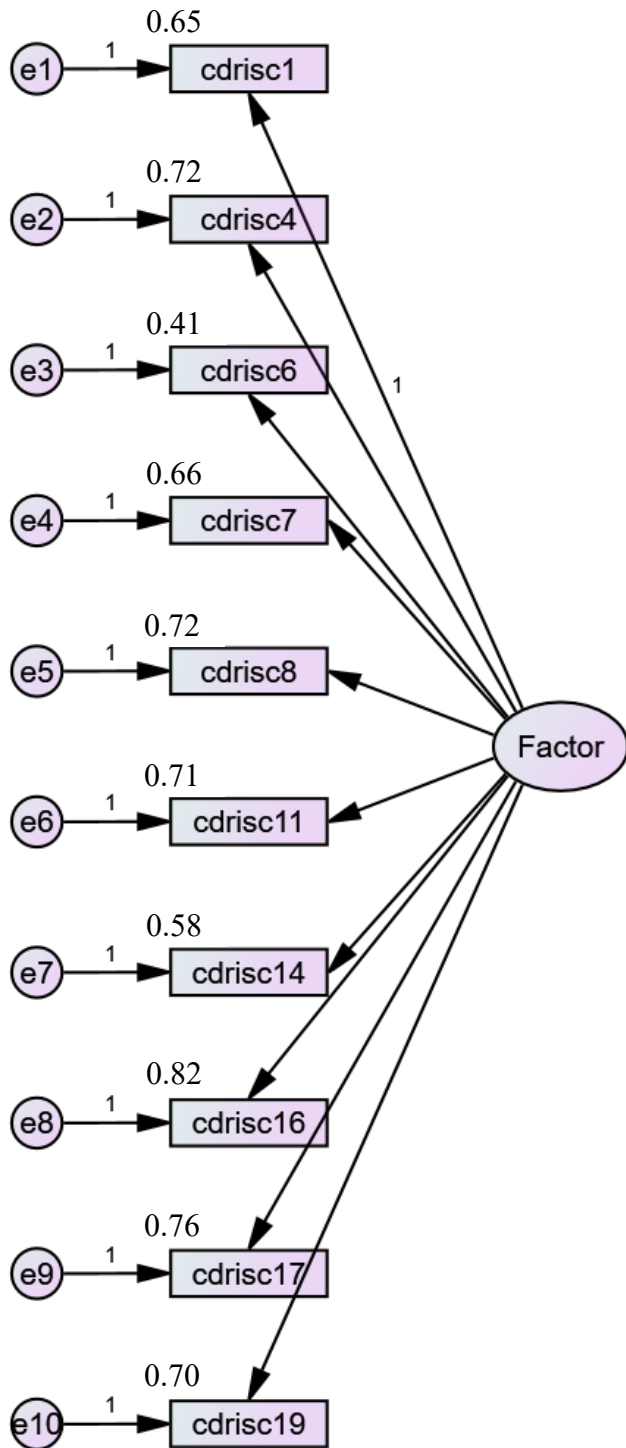 0.65
e1 1 cdrisc1
0.72
e2 1 cdrisc4
0.41
e3 1 cdrisc6
1
0.66
e4 1 cdrisc7
0.72
e5 1 cdrisc8
Factor
0.71
e6 1 cdrisc11
0.58
e7 1 cdrisc14
0.82
e8 1 cdrisc16
0.76
e9 1 cdrisc17
0.70
e10 1 cdrisc19